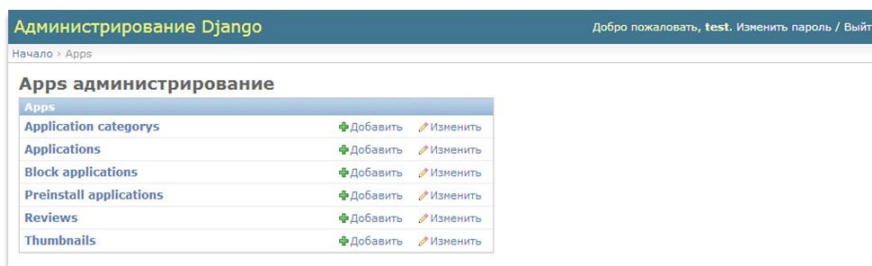 Администрирование Django
Добро пожаловать, test. Изменить пароль / Выйт
Начало › Apps
Apps администрирование
Apps
Application categorys Добавить Изменить
Applications Добавить Изменить
Block applications Добавить Изменить
Preinstall applications Добавить Изменить
Reviews Добавить Изменить
Thumbnails Добавить Изменить